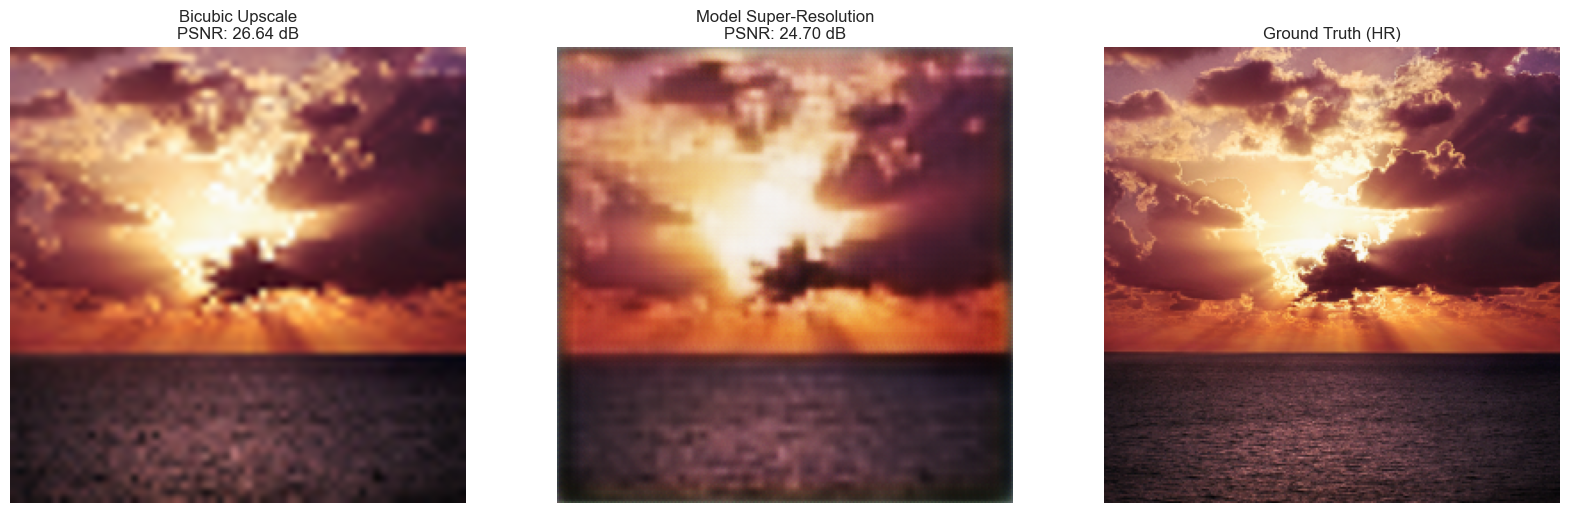 Bicubic Upscale
PSNR: 26.64 dB
Model Super-Resolution
PSNR: 24.70 dB
Ground Truth (HR)